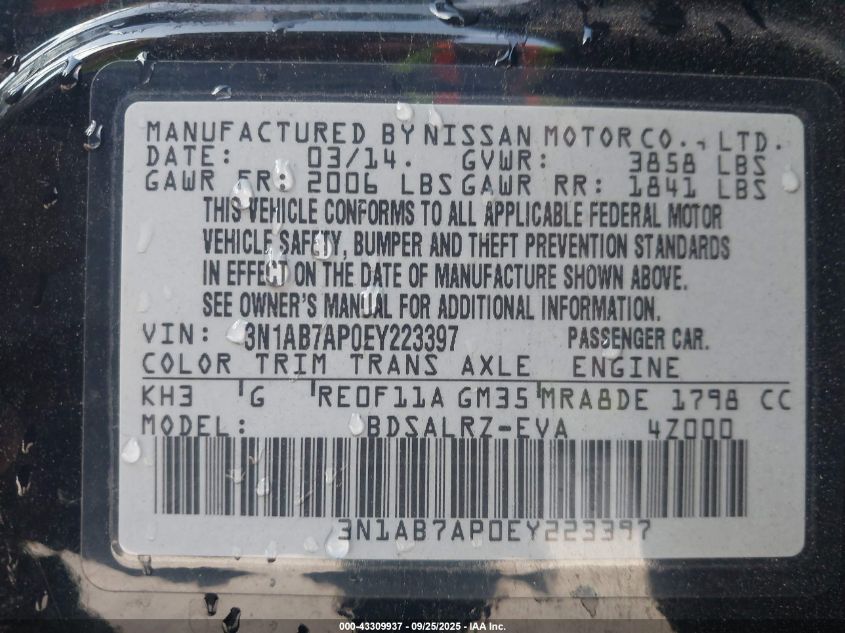 MANUFACTURED BY NISSAN MOTOR CO., LTD.
DATE: 03/14. GVWR: 3858 LBS
GAWR FR: 2006 LBS GAWR RR: 1841 LBS
THIS VEHICLE CONFORMS TO ALL APPLICABLE FEDERAL MOTOR
VEHICLE SAFETY, BUMPER AND THEFT PREVENTION STANDARDS
IN EFFECT ON THE DATE OF MANUFACTURE SHOWN ABOVE.
SEE OWNER'S MANUAL FOR ADDITIONAL INFORMATION.
VIN: 3N1AB7AP0EY223397 PASSENGER CAR.
COLOR TRIM TRANS AXLE ENGINE
KH3 G RE0F11A GM35 MRA8DE 1798 CC
MODEL: BDSALRZ-EVA 4Z000
3N1AB7AP0EY223397
000-43309937 - 09/25/2025 - IAA Inc.